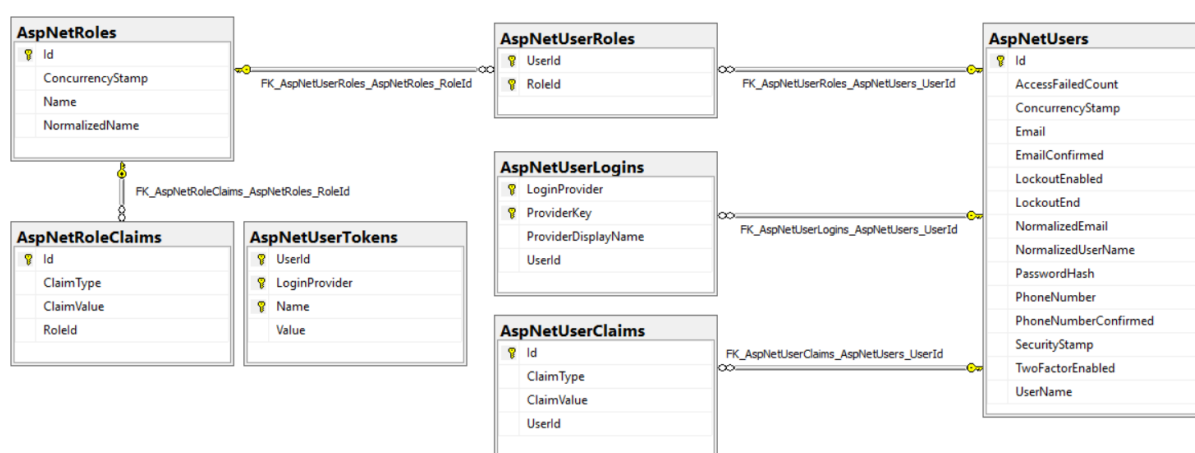 AspNetRoles
Id
ConcurrencyStamp
Name
NormalizedName
FK_AspNetUserRoles_AspNetRoles_RoleId
AspNetUserRoles
UserId
RoleId
FK_AspNetUserRoles_AspNetUsers_UserId
AspNetUsers
Id
AccessFailedCount
ConcurrencyStamp
Email
EmailConfirmed
LockoutEnabled
LockoutEnd
NormalizedEmail
NormalizedUserName
PasswordHash
PhoneNumber
PhoneNumberConfirmed
SecurityStamp
TwoFactorEnabled
UserName
FK_AspNetRoleClaims_AspNetRoles_RoleId
AspNetUserLogins
LoginProvider
ProviderKey
ProviderDisplayName
UserId
FK_AspNetUserLogins_AspNetUsers_UserId
AspNetRoleClaims
Id
ClaimType
ClaimValue
RoleId
AspNetUserTokens
UserId
LoginProvider
Name
Value
AspNetUserClaims
Id
ClaimType
ClaimValue
UserId
FK_AspNetUserClaims_AspNetUsers_UserId